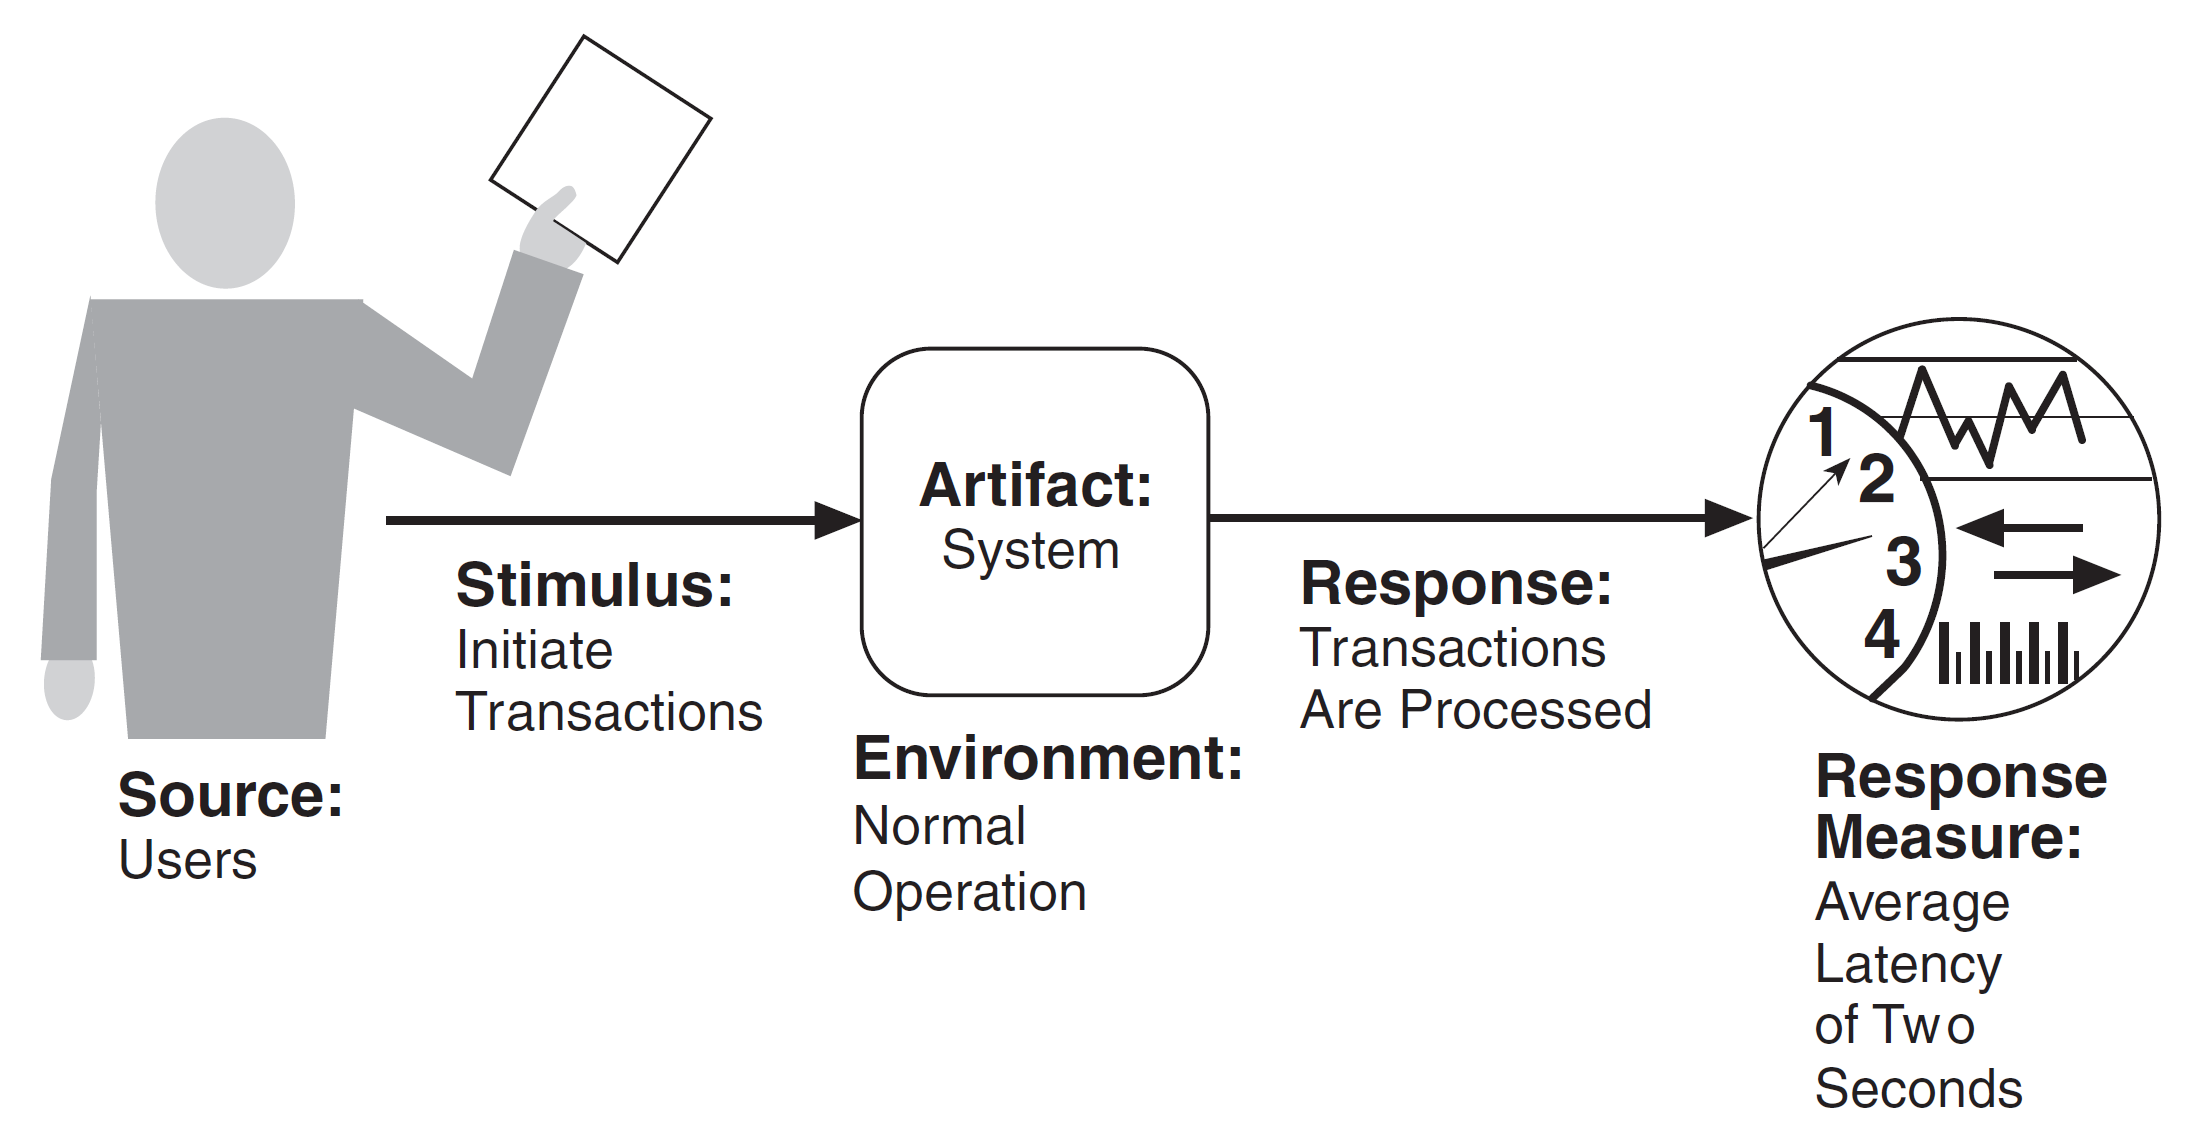 Source:
Users
Stimulus:
Initiate
Transactions
Artifact:
System
Environment:
Normal
Operation
Response:
Transactions
Are Processed
1
2
3
4
Response
Measure:
Average
Latency
of Two
Seconds